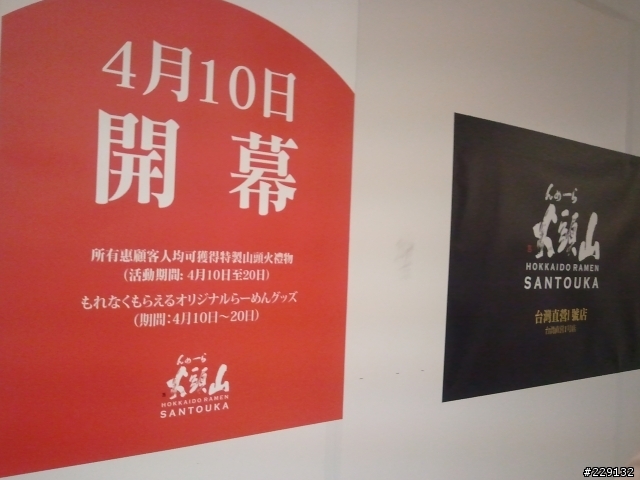 4月10日
開幕
所有惠顧客人均可獲得特製山頭火禮物
(活動期間: 4月10日至20日)
もれなくもらえるオリジナルらーめんグッズ
(期間:4月10日〜20日)
んめーら
火頭山
HOKKAIDO RAMEN
SANTOUKA
んめーら
火頭山
HOKKAIDO RAMEN
SANTOUKA
台灣直營1號店
#229132